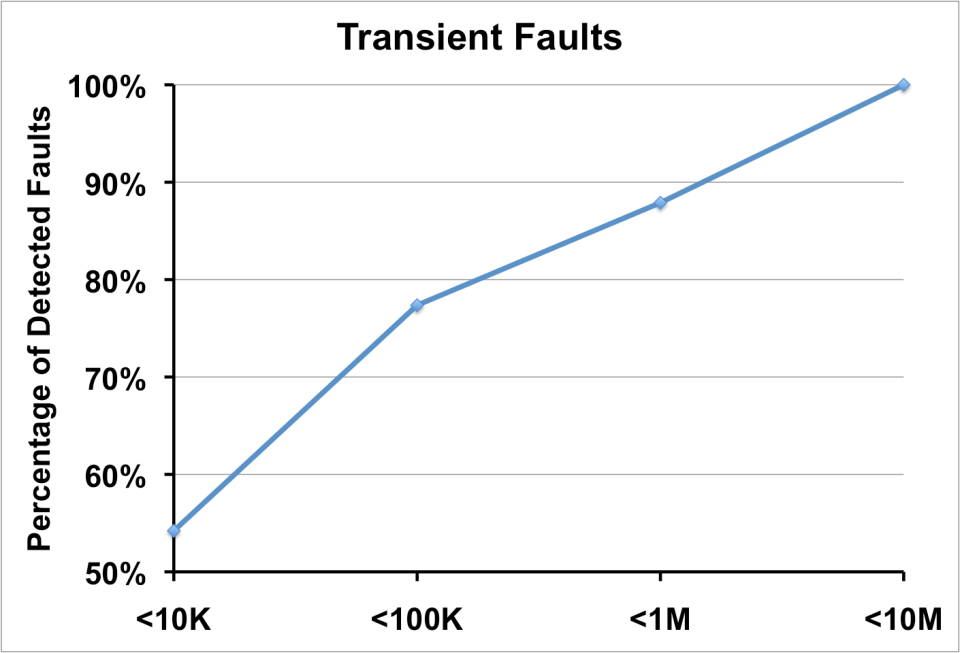 Transient Faults
Percentage of Detected Faults
100%
90%
80%
70%
60%
50%
<10K
<100K
<1M
<10M